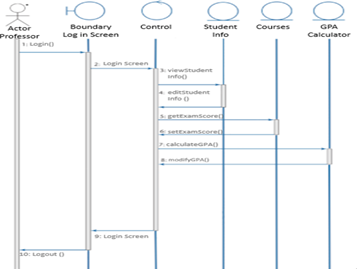 Actor
Professor
Boundary
Log in Screen
Control
Student
Info
Courses
GPA
Calculator
1: Login()
2: Login Screen
3: viewStudent
Info()
4: editStudent
Info ()
5: getExamScore()
6: setExamScore()
7: calculateGPA()
8: modifyGPA()
9: Login Screen
10: Logout ()